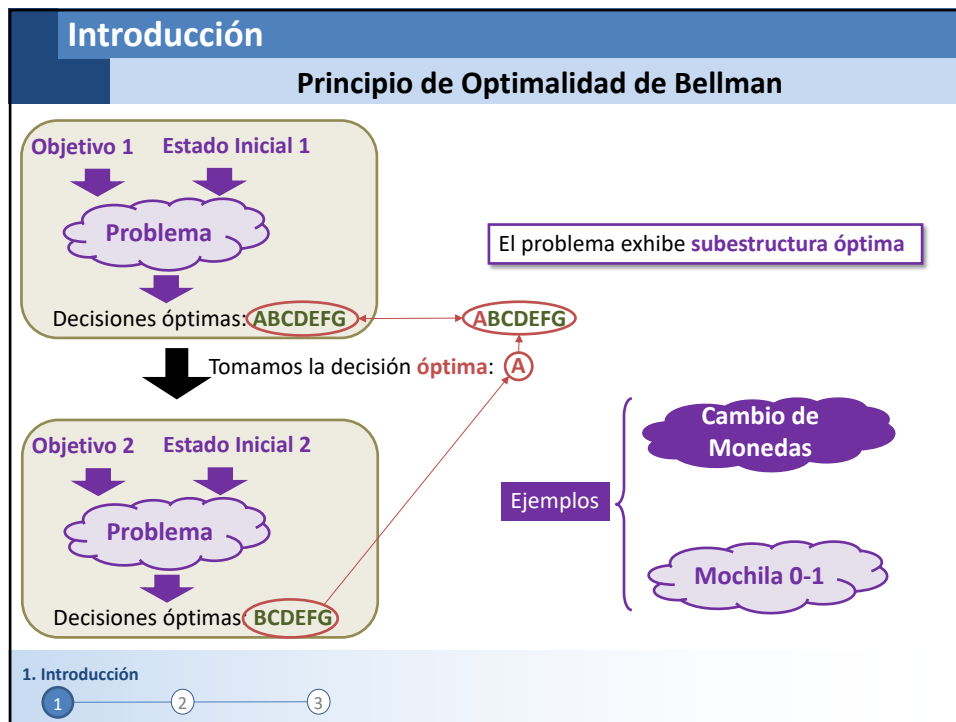 Introducción
Principio de Optimalidad de Bellman
Objetivo 1 Estado Inicial 1
Problema
Decisiones óptimas: ABCDEFG
ABCDEFG
El problema exhibe subestructura óptima
Tomamos la decisión óptima: A
Objetivo 2 Estado Inicial 2
Problema
Decisiones óptimas: BCDEFG
Ejemplos
Cambio de
Monedas
Mochila 0-1
1. Introducción
1 2 3